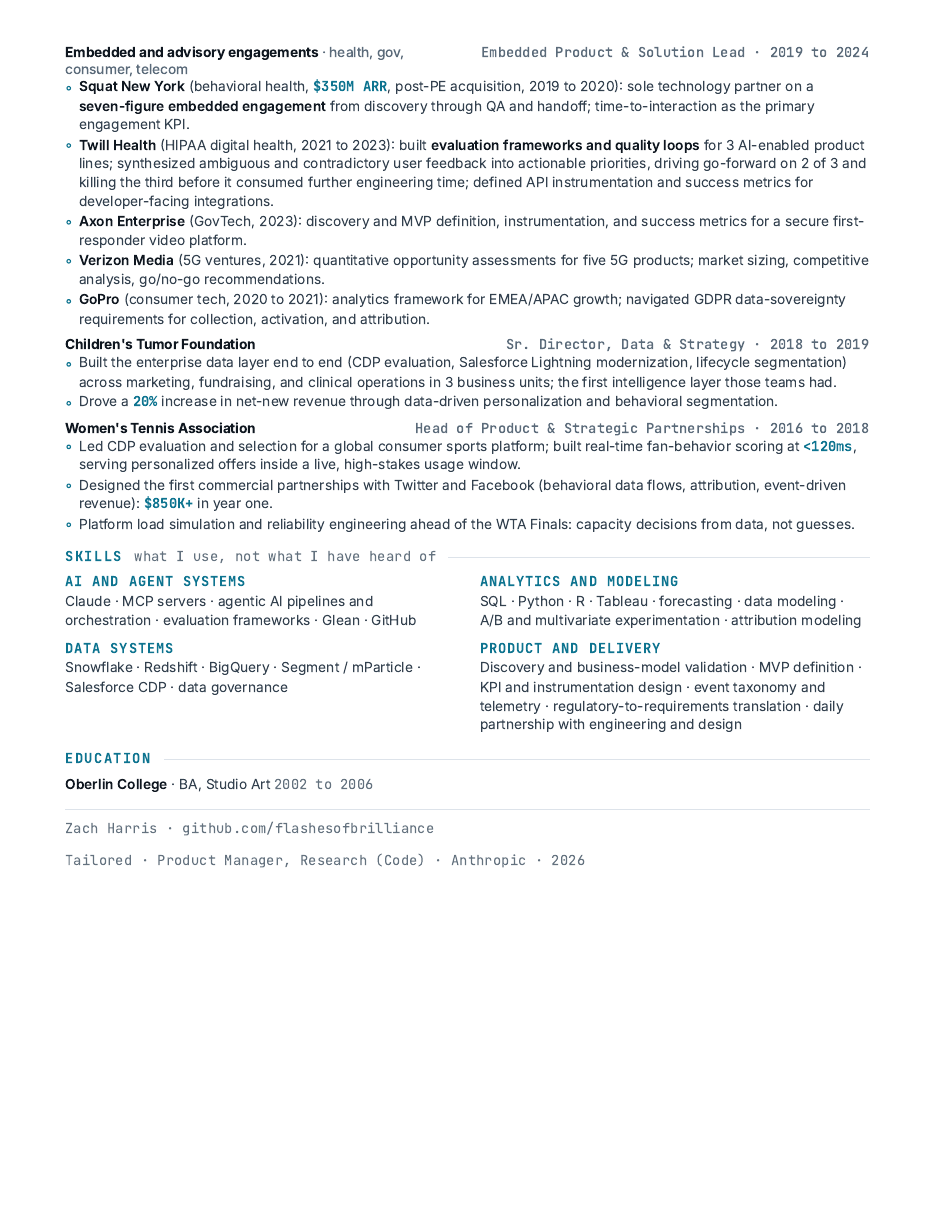 Embedded and advisory engagements · health, gov, Embedded Product & Solution Lead · 2019 to 2024
consumer, telecom
Squat New York (behavioral health, $350M ARR, post-PE acquisition, 2019 to 2020): sole technology partner on a
seven-figure embedded engagement from discovery through QA and handoff; time-to-interaction as the primary
engagement KPI.
Twill Health (HIPAA digital health, 2021 to 2023): built evaluation frameworks and quality loops for 3 AI-enabled product
lines; synthesized ambiguous and contradictory user feedback into actionable priorities, driving go-forward on 2 of 3 and
killing the third before it consumed further engineering time; defined API instrumentation and success metrics for
developer-facing integrations.
Axon Enterprise (GovTech, 2023): discovery and MVP definition, instrumentation, and success metrics for a secure first-
responder video platform.
Verizon Media (5G ventures, 2021): quantitative opportunity assessments for five 5G products; market sizing, competitive
analysis, go/no-go recommendations.
GoPro (consumer tech, 2020 to 2021): analytics framework for EMEA/APAC growth; navigated GDPR data-sovereignty
requirements for collection, activation, and attribution.
Children's Tumor Foundation Sr. Director, Data & Strategy · 2018 to 2019
Built the enterprise data layer end to end (CDP evaluation, Salesforce Lightning modernization, lifecycle segmentation)
across marketing, fundraising, and clinical operations in 3 business units; the first intelligence layer those teams had.
Drove a 20% increase in net-new revenue through data-driven personalization and behavioral segmentation.
Women's Tennis Association Head of Product & Strategic Partnerships · 2016 to 2018
Led CDP evaluation and selection for a global consumer sports platform; built real-time fan-behavior scoring at <120ms,
serving personalized offers inside a live, high-stakes usage window.
Designed the first commercial partnerships with Twitter and Facebook (behavioral data flows, attribution, event-driven
revenue): $850K+ in year one.
Platform load simulation and reliability engineering ahead of the WTA Finals: capacity decisions from data, not guesses.
SKILLS what I use, not what I have heard of
AI AND AGENT SYSTEMS
Claude · MCP servers · agentic AI pipelines and
orchestration · evaluation frameworks · Glean · GitHub
ANALYTICS AND MODELING
SQL · Python · R · Tableau · forecasting · data modeling ·
A/B and multivariate experimentation · attribution modeling
DATA SYSTEMS
Snowflake · Redshift · BigQuery · Segment / mParticle ·
Salesforce CDP · data governance
PRODUCT AND DELIVERY
Discovery and business-model validation · MVP definition ·
KPI and instrumentation design · event taxonomy and
telemetry · regulatory-to-requirements translation · daily
partnership with engineering and design
EDUCATION
Oberlin College · BA, Studio Art 2002 to 2006
Zach Harris · github.com/flashesofbrilliance
Tailored · Product Manager, Research (Code) · Anthropic · 2026